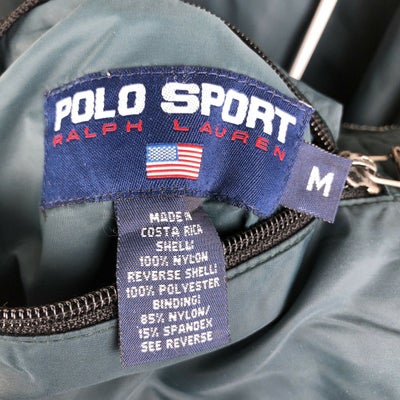 POLO SPORT
RALPH LAUREN
M
MADE IN
COSTA RICA
SHELL:
100% NYLON
REVERSE SHELL:
100% POLYESTER
BINDING:
85% NYLON/
15% SPANDEX
SEE REVERSE